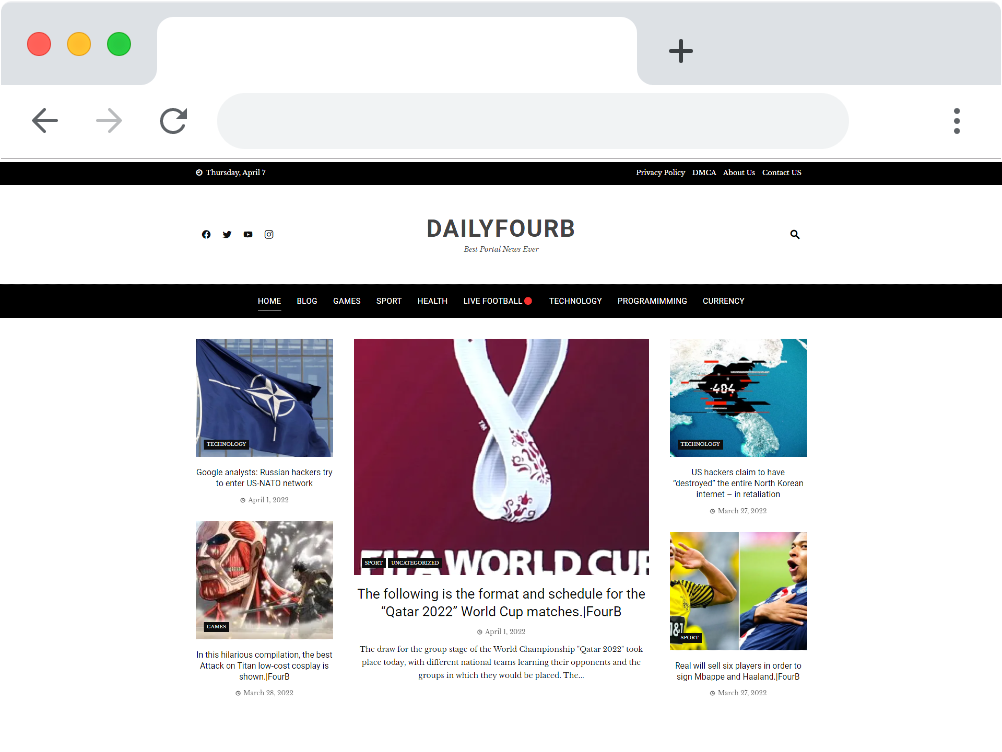 Thursday, April 7
Privacy Policy DMCA About Us Contact US
DAILYFOURB
Best Portal News Ever
HOME BLOG GAMES SPORT HEALTH LIVE FOOTBALL TECHNOLOGY PROGRAMIMMING CURRENCY
TECHNOLOGY
Google analysts: Russian hackers try
to enter US-NATO network
April 1, 2022
GAMES
In this hilarious compilation, the best
Attack on Titan low-cost cosplay is
shown.|FourB
March 28, 2022
TM
FIFA WORLD CUP
SPORT UNCATEGORIZED
The following is the format and schedule for the
"Qatar 2022" World Cup matches.|FourB
April 1, 2022
The draw for the group stage of the World Championship "Qatar 2022" took
place today, with different national teams learning their opponents and the
groups in which they would be placed. The...
404
TECHNOLOGY
US hackers claim to have
"destroyed" the entire North Korean
internet – in retaliation
March 27, 2022
1&1
SPORT
Real will sell six players in order to
sign Mbappe and Haaland.|FourB
March 27, 2022